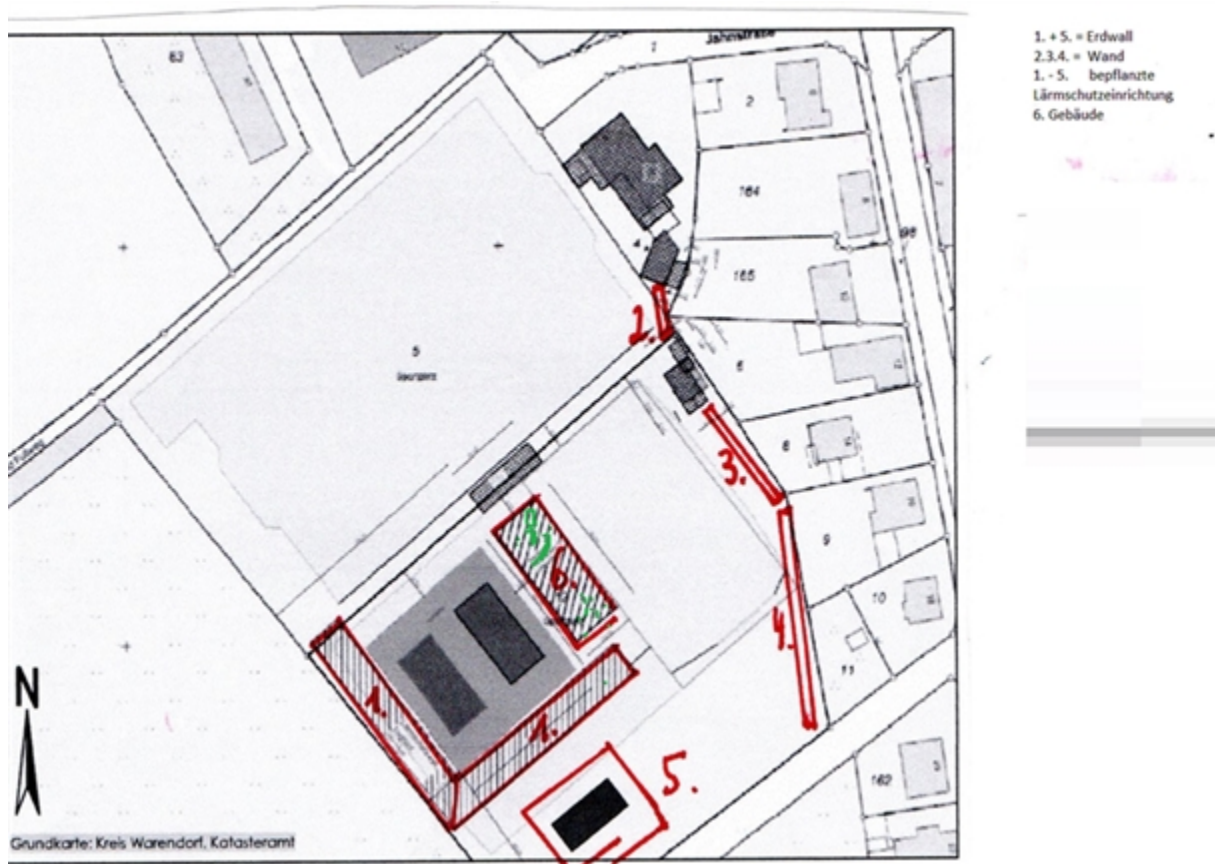 1. + 5. = Erdwall
2.3.4. = Wand
1. - 5. bepflanzte
Lärmschutzeinrichtung
6. Gebäude
Jahnstraße
63
1
2
164
4
165
98
5
6
2.
8
3.
9
6.
10
4.
11
1.
1.
5.
162
N
Grundkarte: Kreis Warendorf, Katasteramt